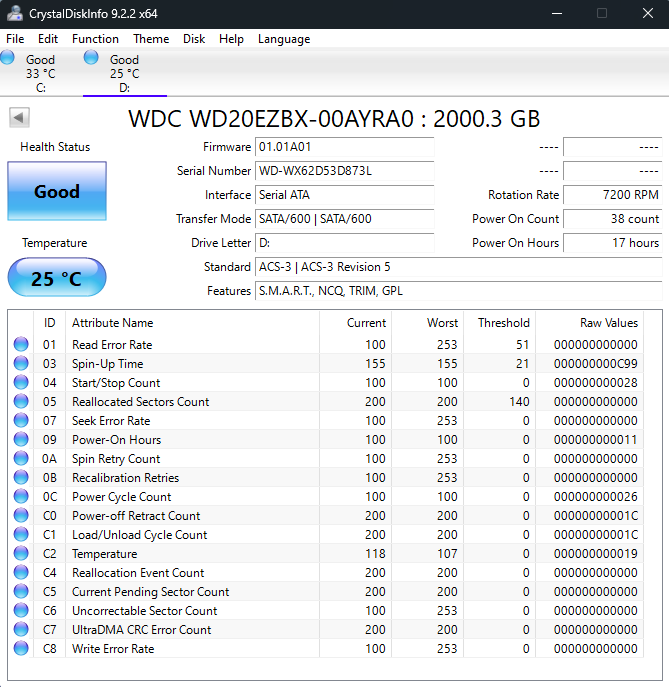 CrystalDiskInfo 9.2.2 x64
File Edit Function Theme Disk Help Language
Good Good
33 °C 25 °C
C: D:
WDC WD20EZBX-00AYRA0 : 2000.3 GB
Health Status Firmware 01.01A01 ---- ----
Good Serial Number WD-WX62D53D873L ---- ----
Interface Serial ATA Rotation Rate 7200 RPM
Transfer Mode SATA/600 | SATA/600 Power On Count 38 count
Temperature Drive Letter D: Power On Hours 17 hours
25 °C Standard ACS-3 | ACS-3 Revision 5
Features S.M.A.R.T., NCQ, TRIM, GPL
ID Attribute Name Current Worst Threshold Raw Values
01 Read Error Rate 100 253 51 000000000000
03 Spin-Up Time 155 155 21 000000000C99
04 Start/Stop Count 100 100 0 000000000028
05 Reallocated Sectors Count 200 200 140 000000000000
07 Seek Error Rate 100 253 0 000000000000
09 Power-On Hours 100 100 0 000000000011
0A Spin Retry Count 100 253 0 000000000000
0B Recalibration Retries 100 253 0 000000000000
0C Power Cycle Count 100 100 0 000000000026
C0 Power-off Retract Count 200 200 0 00000000001C
C1 Load/Unload Cycle Count 200 200 0 00000000001C
C2 Temperature 118 107 0 000000000019
C4 Reallocation Event Count 200 200 0 000000000000
C5 Current Pending Sector Count 200 200 0 000000000000
C6 Uncorrectable Sector Count 100 253 0 000000000000
C7 UltraDMA CRC Error Count 200 200 0 000000000000
C8 Write Error Rate 100 253 0 000000000000